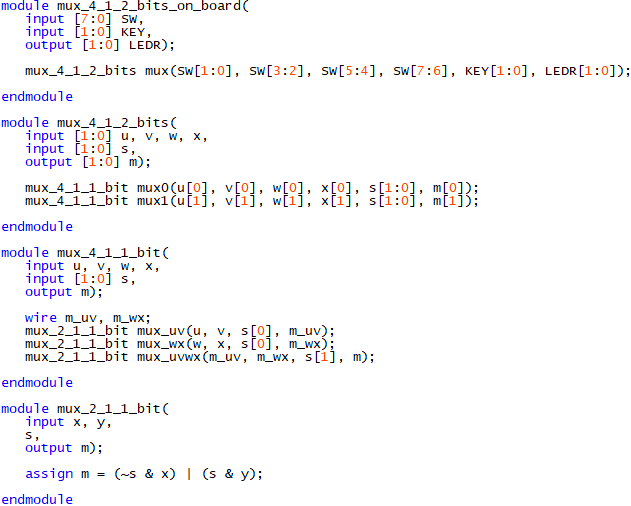 module mux_4_1_2_bits_on_board(
   input [7:0] SW,
   input [1:0] KEY,
   output [1:0] LEDR);

   mux_4_1_2_bits mux(SW[1:0], SW[3:2], SW[5:4], SW[7:6], KEY[1:0], LEDR[1:0]);

endmodule

module mux_4_1_2_bits(
   input [1:0] u, v, w, x,
   input [1:0] s,
   output [1:0] m);

   mux_4_1_1_bit mux0(u[0], v[0], w[0], x[0], s[1:0], m[0]);
   mux_4_1_1_bit mux1(u[1], v[1], w[1], x[1], s[1:0], m[1]);

endmodule

module mux_4_1_1_bit(
   input u, v, w, x,
   input [1:0] s,
   output m);

   wire m_uv, m_wx;
   mux_2_1_1_bit mux_uv(u, v, s[0], m_uv);
   mux_2_1_1_bit mux_wx(w, x, s[0], m_wx);
   mux_2_1_1_bit mux_uvwx(m_uv, m_wx, s[1], m);

endmodule

module mux_2_1_1_bit(
   input x, y,
   s,
   output m);

   assign m = (~s & x) | (s & y);

endmodule